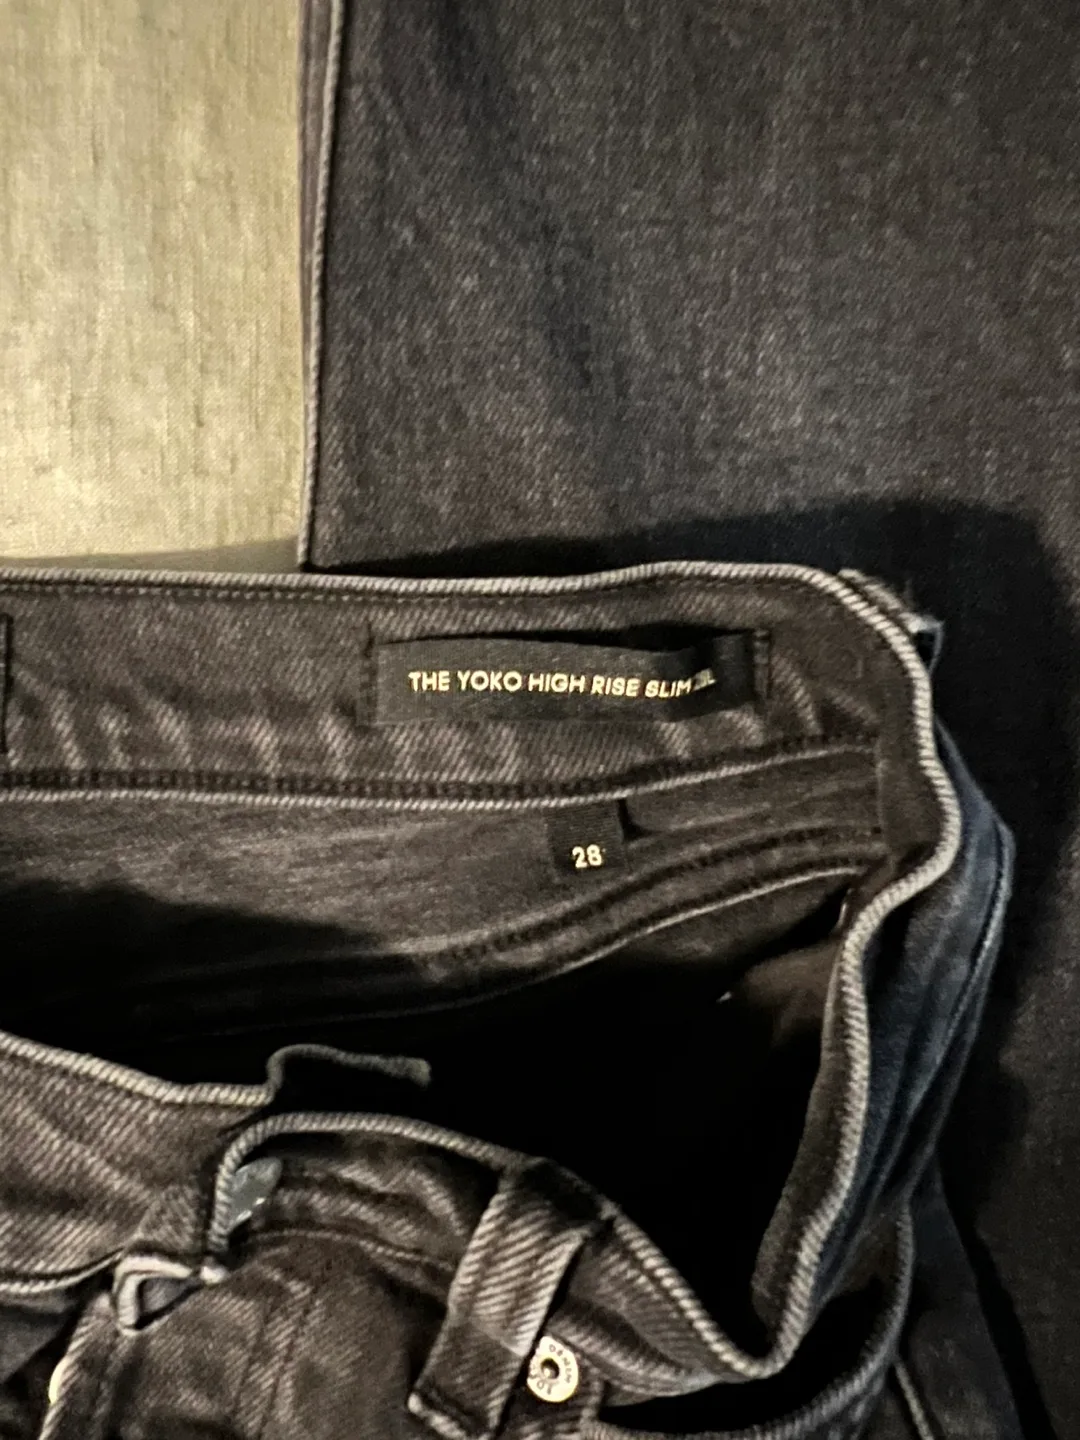 THE YOKO HIGH RISE SLIM
28